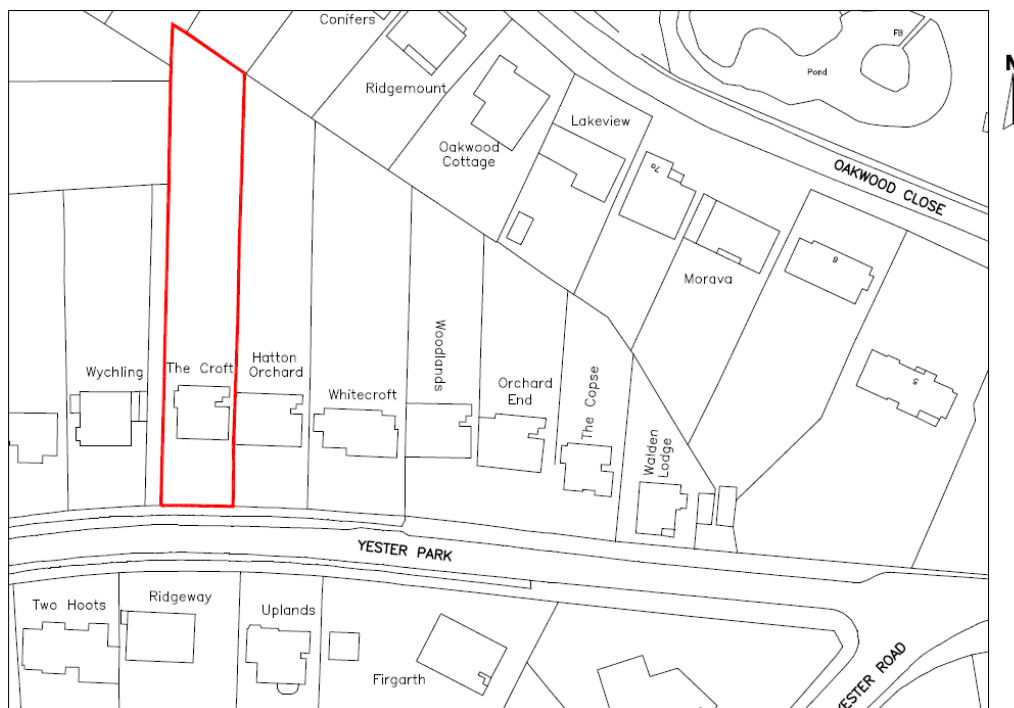 Conifers
FB
Pond
N
Ridgemount
Lakeview
Oakwood
Cottage
7a
OAKWOOD CLOSE
Morava
6
Woodlands
Wychling
The Croft
Hatton
Orchard
Whitecroft
Orchard
End
The Copse
5
Walden
Lodge
YESTER PARK
Two Hoots
Ridgeway
Uplands
Firgarth
YESTER ROAD